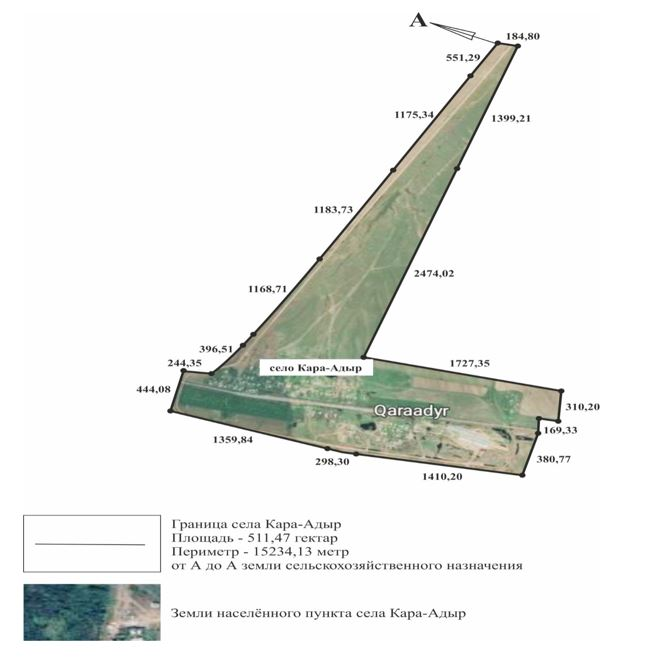 А
184,80
551,29
1175,34
1399,21
1183,73
2474,02
1168,71
396,51
244,35
село Кара-Адыр
1727,35
444,08
Qaraadyr
310,20
169,33
1359,84
380,77
298,30
1410,20
Граница села Кара-Адыр
Площадь - 511,47 гектар
Периметр - 15234,13 метр
от А до А земли сельскохозяйственного назначения
Земли населённого пункта села Кара-Адыр